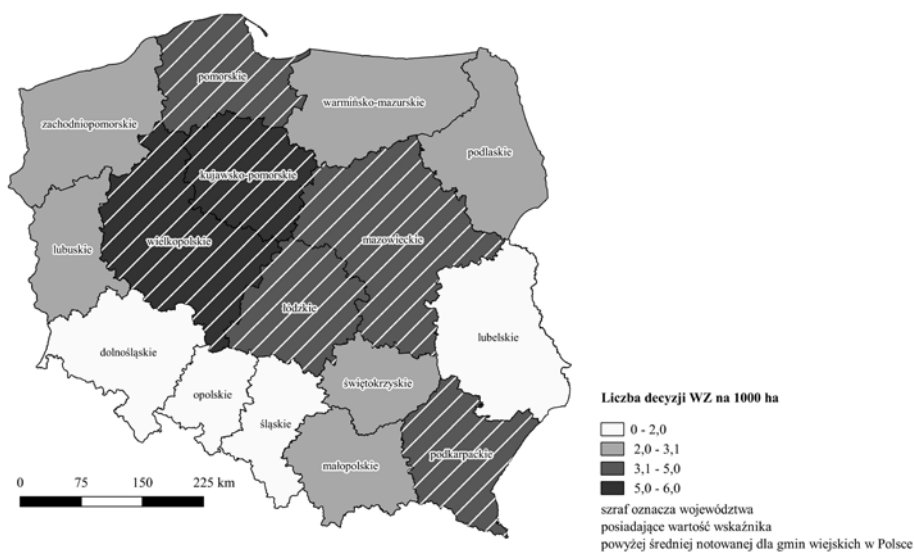 pomorskie
warmińsko-mazurskie
zachodniopomorskie
podlaskie
kujawsko-pomorskie
wielkopolskie
mazowieckie
lubuskie
łódzkie
lubelskie
dolnośląskie
świętokrzyskie
opolskie
śląskie
podkarpackie
małopolskie
0 75 150 225 km
Liczba decyzji WZ na 1000 ha
0 - 2,0
2,0 - 3,1
3,1 - 5,0
5,0 - 6,0
szraf oznacza województwa
posiadające wartość wskaźnika
powyżej średniej notowanej dla gmin wiejskich w Polsce